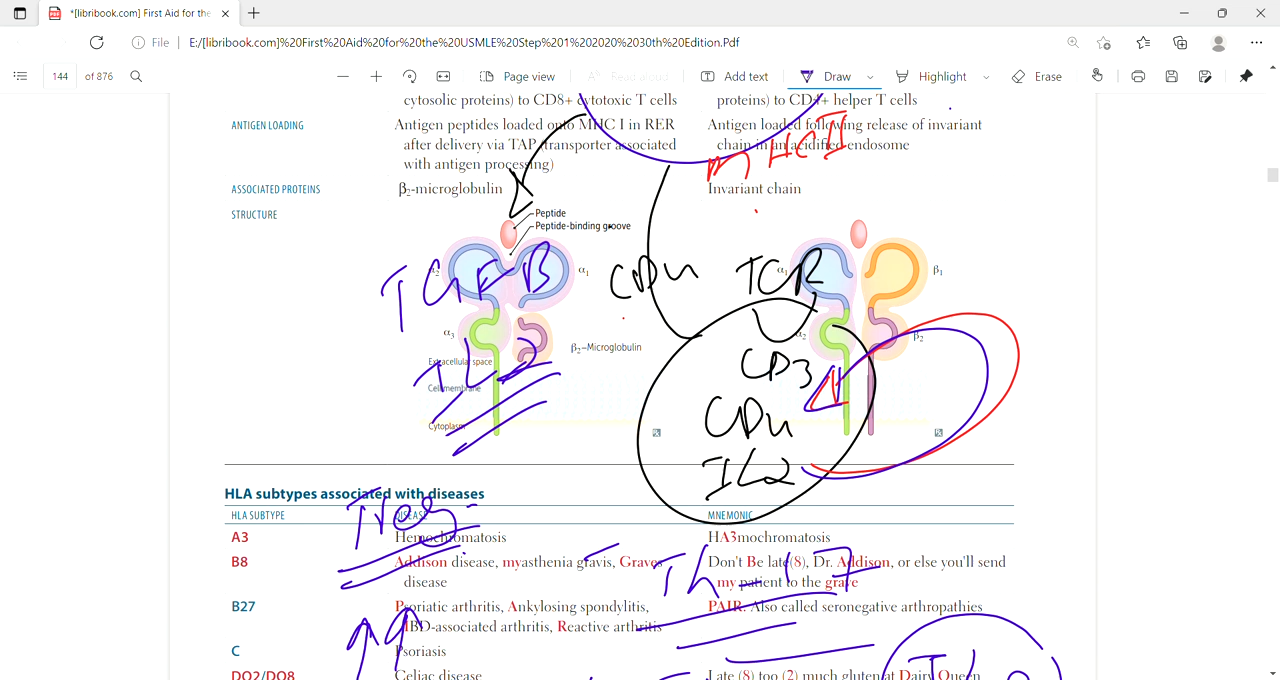 *[libribook.com] First Aid for the
File E:/[libribook.com]%20First%20Aid%20for%20the%20USMLE%20Step%201%202020%2030th%20Edition.Pdf
144 of 876 Page view Read aloud Add text Draw Highlight Erase
cytosolic proteins) to CD8+ cytotoxic T cells
proteins) to CD4+ helper T cells
ANTIGEN LOADING
Antigen peptides loaded onto MHC I in RER
after delivery via TAP (transporter associated
with antigen processing)
Antigen loaded following release of invariant
chain in an acidified endosome
MHC II
ASSOCIATED PROTEINS
β2-microglobulin
Invariant chain
STRUCTURE
Peptide
Peptide-binding groove
α2
α1
α1
β1
TGF-B
CD4
TCR
α3
β2–Microglobulin
α2
β2
Extracellular space
Cell membrane
Cytoplasm
IL2
CD3
CD4
IL2
HLA subtypes associated with diseases
HLA SUBTYPE
DISEASE
MNEMONIC
Treg
A3
Hemochromatosis
HA3mochromatosis
B8
Addison disease, myasthenia gravis, Graves
disease
Don't Be late(8), Dr. Addison, or else you'll send
my patient to the grave
Th-17
B27
Psoriatic arthritis, Ankylosing spondylitis,
IBD-associated arthritis, Reactive arthritis
PAIR. Also called seronegative arthropathies
C
Psoriasis
DQ2/DQ8
Celiac disease
Late (8) too (2) much gluten at Dairy Queen